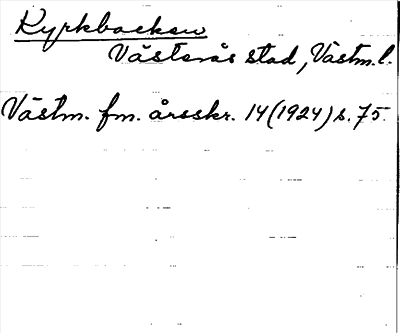 Kyrkbacken
Västerås stad, Västm.l.
Västm. fm. årsskr. 14(1924)s.75.